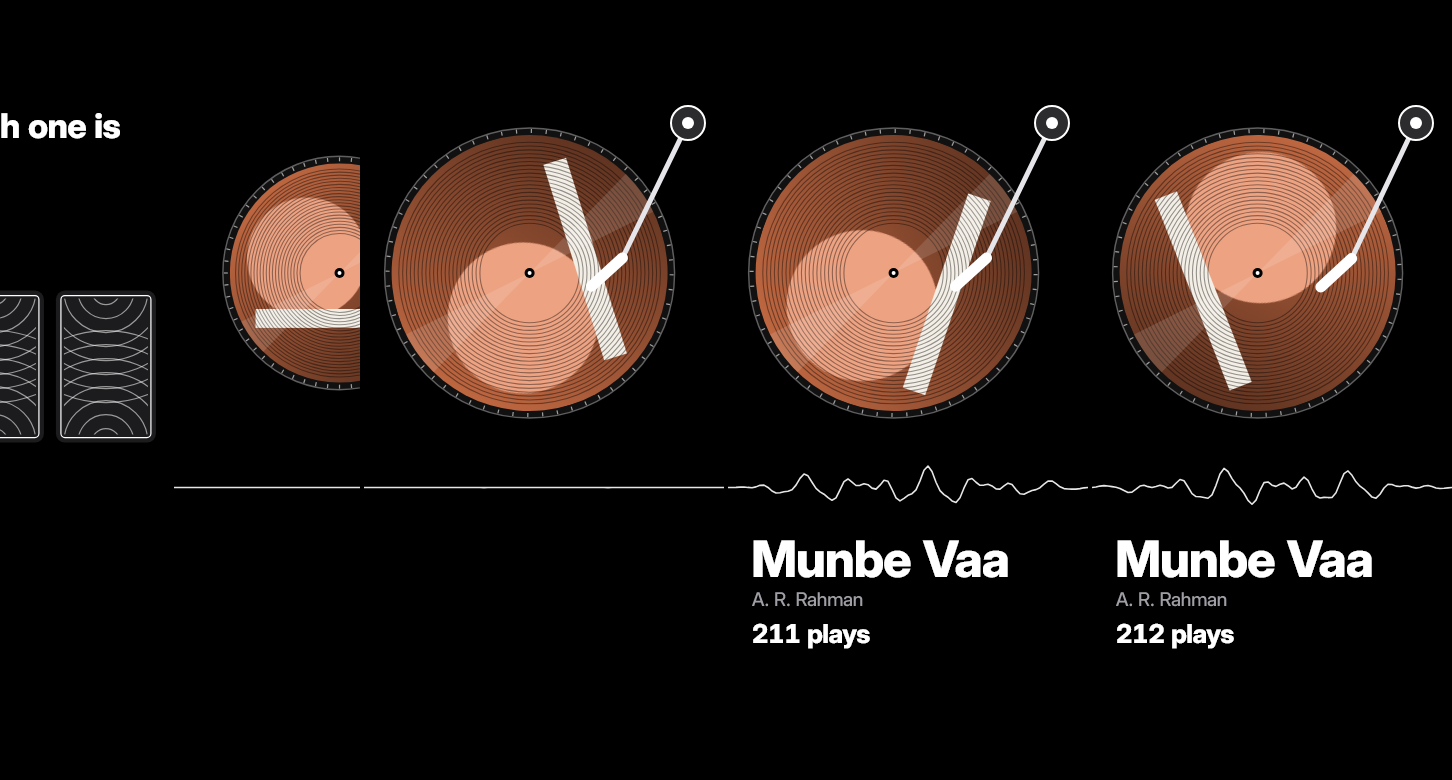 h one is
Munbe Vaa
A. R. Rahman
211 plays
Munbe Vaa
A. R. Rahman
212 plays